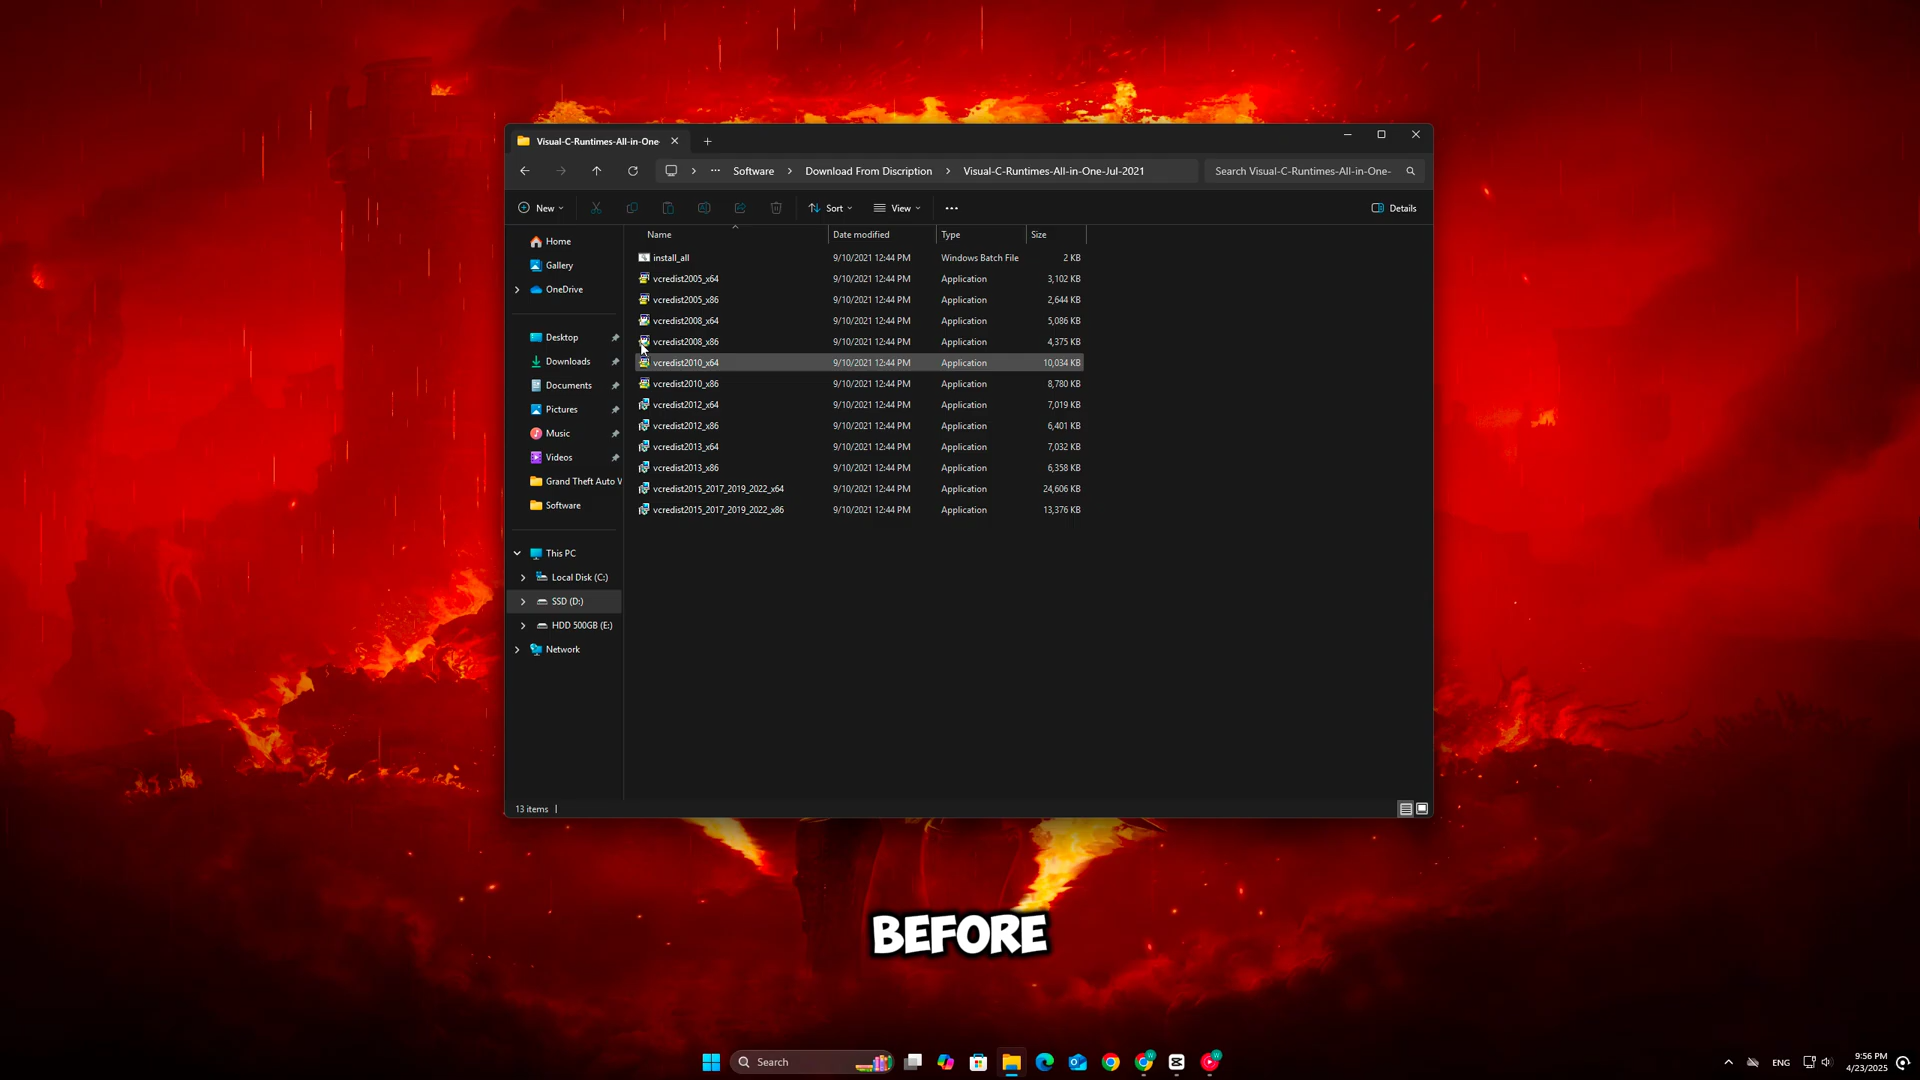 Visual-C-Runtimes-All-in-One-
Software
Download From Discription
Visual-C-Runtimes-All-in-One-Jul-2021
Search Visual-C-Runtimes-All-in-One-
New
Sort
View
Details
Home
Gallery
OneDrive
Desktop
Downloads
Documents
Pictures
Music
Videos
Grand Theft Auto V
Software
This PC
Local Disk (C:)
SSD (D:)
HDD 500GB (E:)
Network
Name Date modified Type Size
install_all 9/10/2021 12:44 PM Windows Batch File 2 KB
vcredist2005_x64 9/10/2021 12:44 PM Application 3,102 KB
vcredist2005_x86 9/10/2021 12:44 PM Application 2,644 KB
vcredist2008_x64 9/10/2021 12:44 PM Application 5,086 KB
vcredist2008_x86 9/10/2021 12:44 PM Application 4,375 KB
vcredist2010_x64 9/10/2021 12:44 PM Application 10,034 KB
vcredist2010_x86 9/10/2021 12:44 PM Application 8,780 KB
vcredist2012_x64 9/10/2021 12:44 PM Application 7,019 KB
vcredist2012_x86 9/10/2021 12:44 PM Application 6,401 KB
vcredist2013_x64 9/10/2021 12:44 PM Application 7,032 KB
vcredist2013_x86 9/10/2021 12:44 PM Application 6,358 KB
vcredist2015_2017_2019_2022_x64 9/10/2021 12:44 PM Application 24,606 KB
vcredist2015_2017_2019_2022_x86 9/10/2021 12:44 PM Application 13,376 KB
13 items
BEFORE
Search
ENG
9:56 PM
4/23/2025